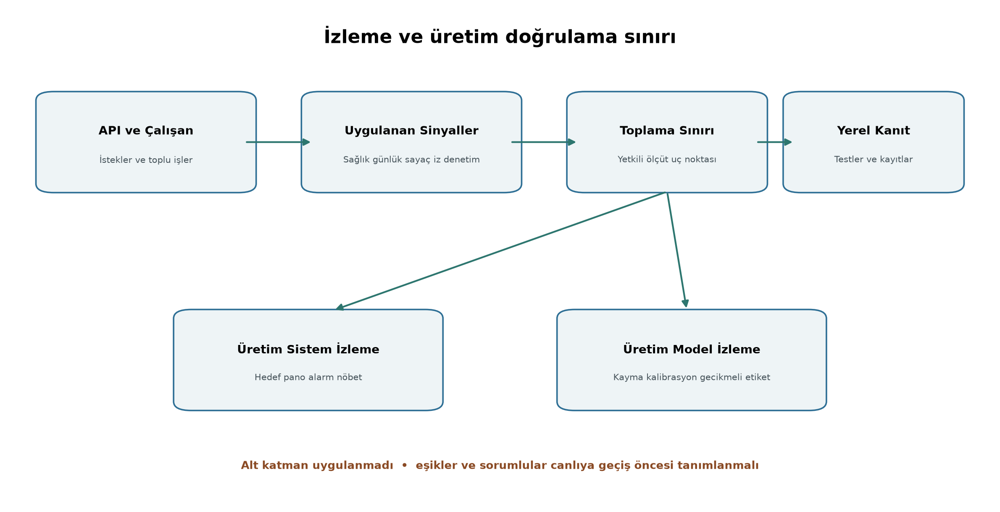 İzleme ve üretim doğrulama sınırı
API ve Çalışan
İstekler ve toplu işler
Uygulanan Sinyaller
Sağlık günlük sayaç iz denetim
Toplama Sınırı
Yetkili ölçüt uç noktası
Yerel Kanıt
Testler ve kayıtlar
Üretim Sistem İzleme
Hedef pano alarm nöbet
Üretim Model İzleme
Kayma kalibrasyon gecikmeli etiket
Alt katman uygulanmadı • eşikler ve sorumlular canlıya geçiş öncesi tanımlanmalı